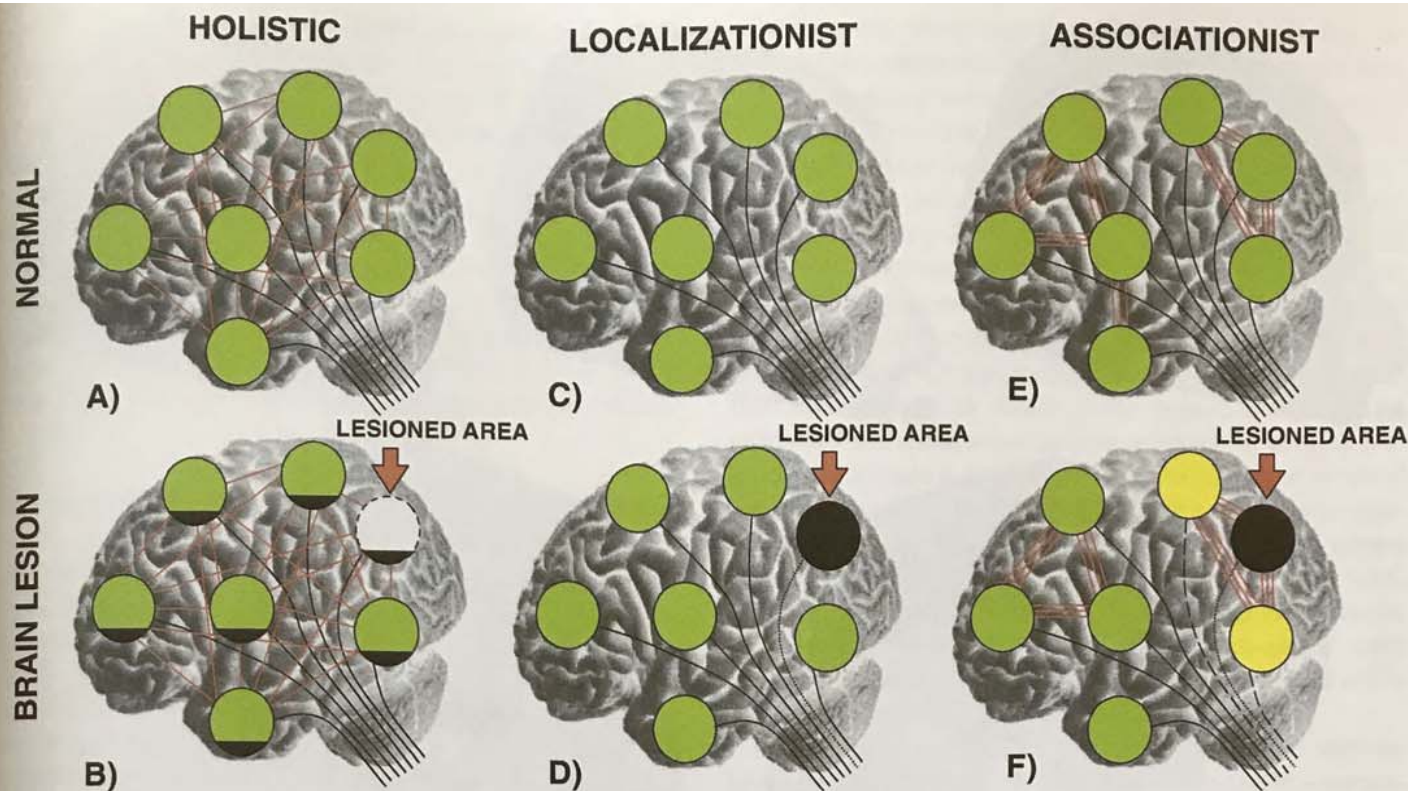 HOLISTIC
LOCALIZATIONIST
ASSOCIATIONIST
NORMAL
A)
C)
E)
LESIONED AREA
LESIONED AREA
LESIONED AREA
BRAIN LESION
B)
D)
F)